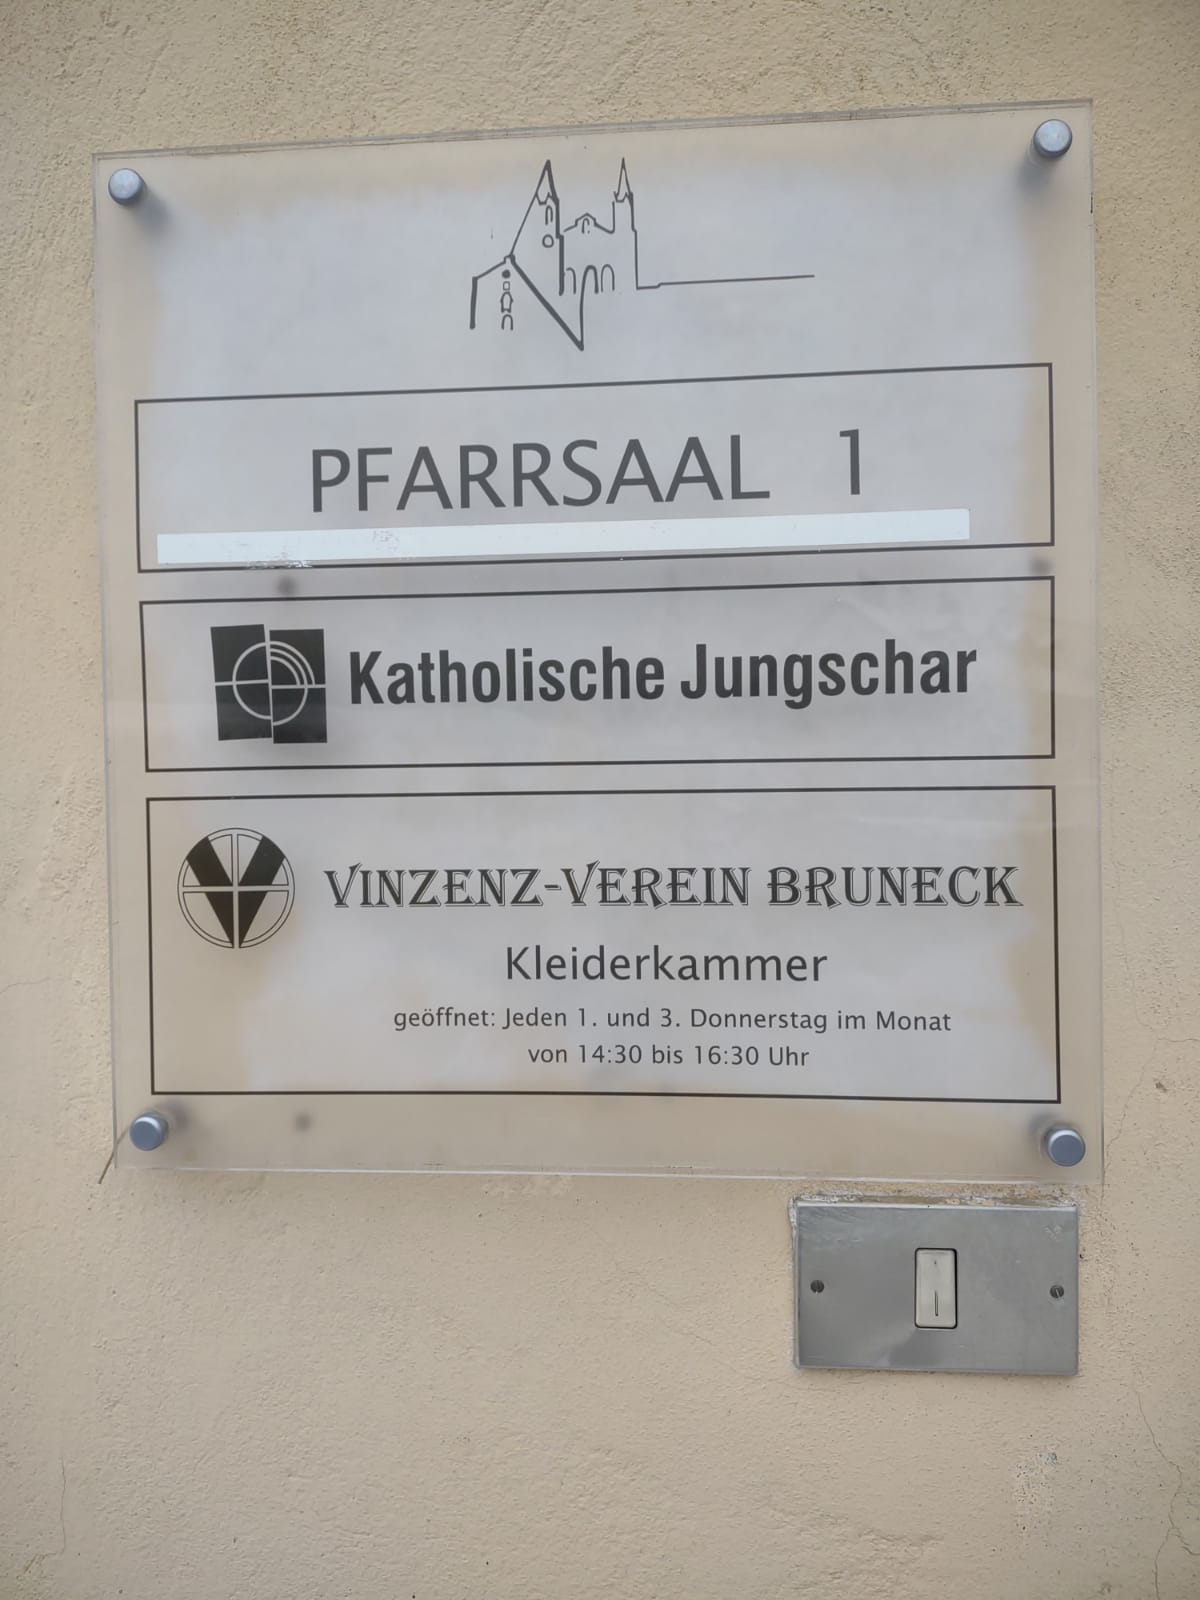 PFARRSAAL 1
Katholische Jungschar
VINZENZ-VEREIN BRUNECK
Kleiderkammer
geöffnet: Jeden 1. und 3. Donnerstag im Monat
von 14:30 bis 16:30 Uhr